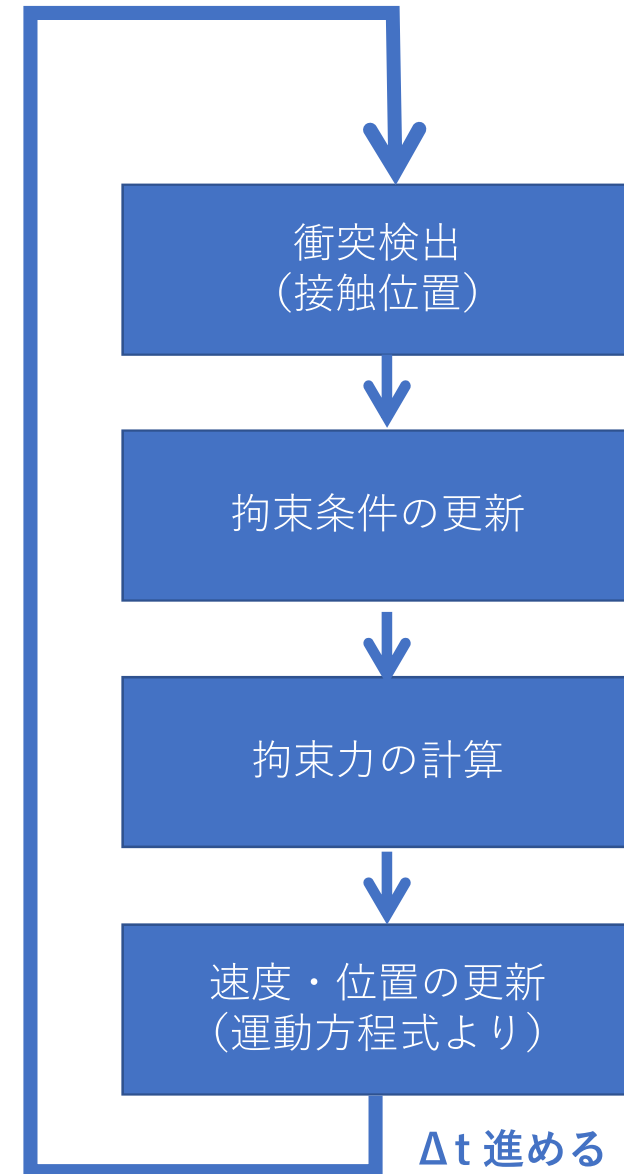 衝突検出
（接触位置）
拘束条件の更新
拘束力の計算
速度・位置の更新
（運動方程式より）
Δt 進める